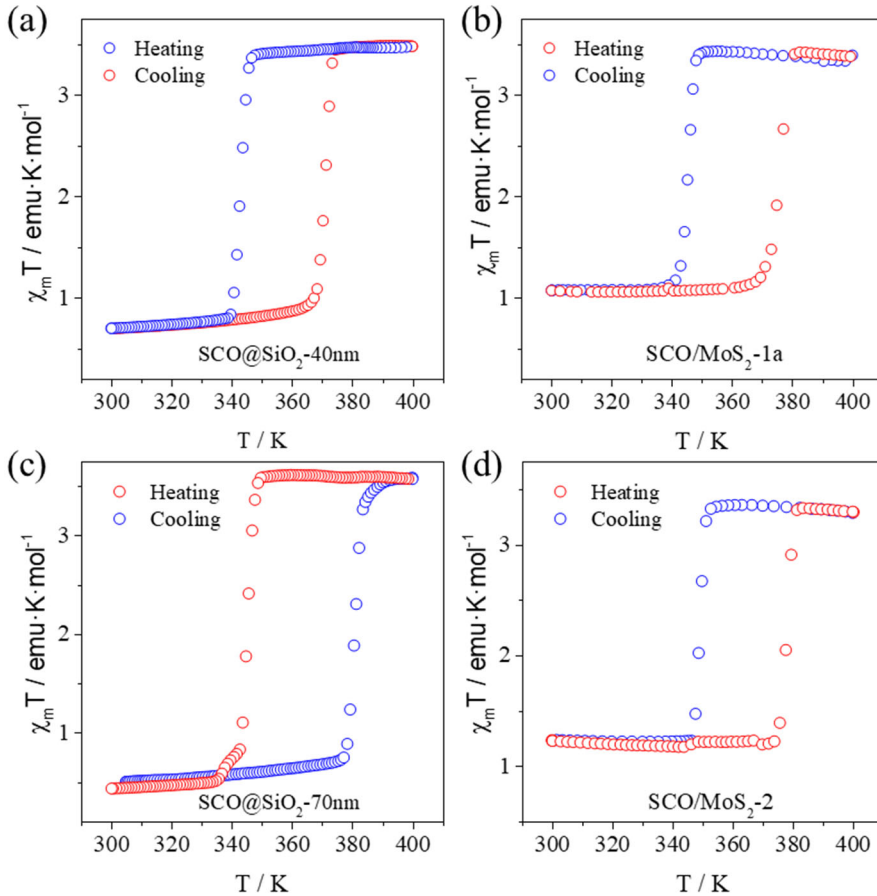 (a)
Heating
Cooling
χₘT / emu·K·mol⁻¹
3
2
1
SCO@SiO₂-40nm
300 320 340 360 380 400
T / K
(b)
Heating
Cooling
χₘT / emu·K·mol⁻¹
3
2
1
SCO/MoS₂-1a
300 320 340 360 380 400
T / K
(c)
Heating
Cooling
χₘT / emu·K·mol⁻¹
3
2
1
SCO@SiO₂-70nm
300 320 340 360 380 400
T / K
(d)
Heating
Cooling
χₘT / emu·K·mol⁻¹
3
2
1
SCO/MoS₂-2
300 320 340 360 380 400
T / K